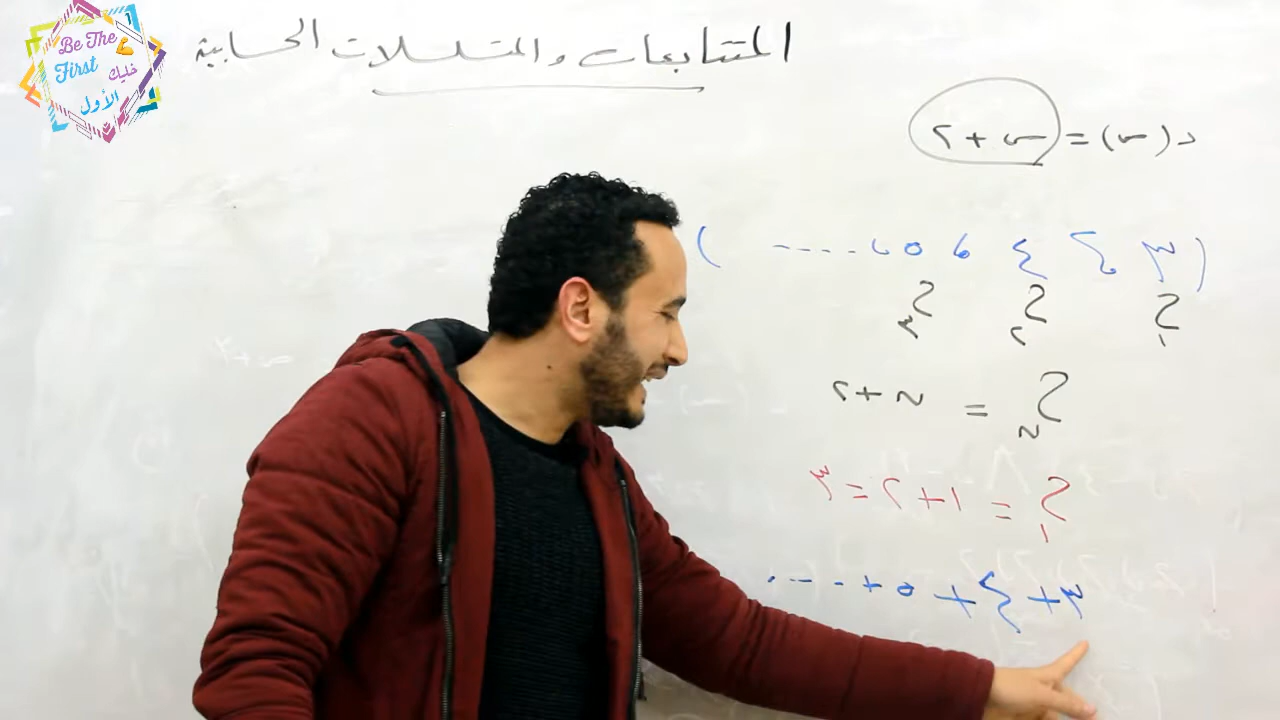 Be The First
خليك الأول
المتتابعات والمتسلسلات الحسابية
د(س) = س + ٢
(٣ ، ٤ ، ٥ ، ....)
ح١ ح٢ ح٣
حن = ن + ٢
ح١ = ١ + ٢ = ٣
٣ + ٤ + ٥ + ....